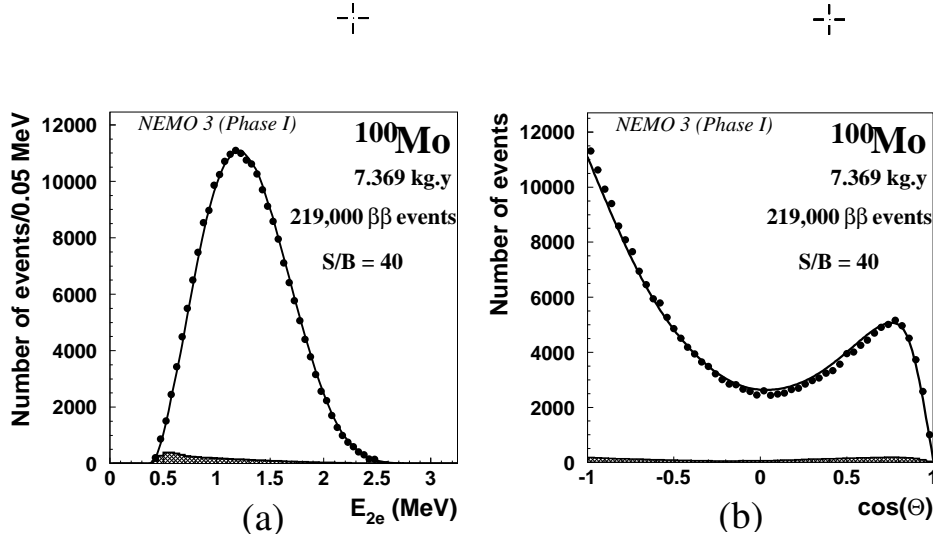 NEMO 3 (Phase I)
12000
10000
8000
6000
4000
2000
0
Number of events/0.05 MeV
¹⁰⁰Mo
7.369 kg.y
219,000 ββ events
S/B = 40
0 0.5 1 1.5 2 2.5 3
E₂ₑ (MeV)
(a)
NEMO 3 (Phase I)
12000
10000
8000
6000
4000
2000
0
Number of events
¹⁰⁰Mo
7.369 kg.y
219,000 ββ events
S/B = 40
-1 -0.5 0 0.5 1
cos(Θ)
(b)